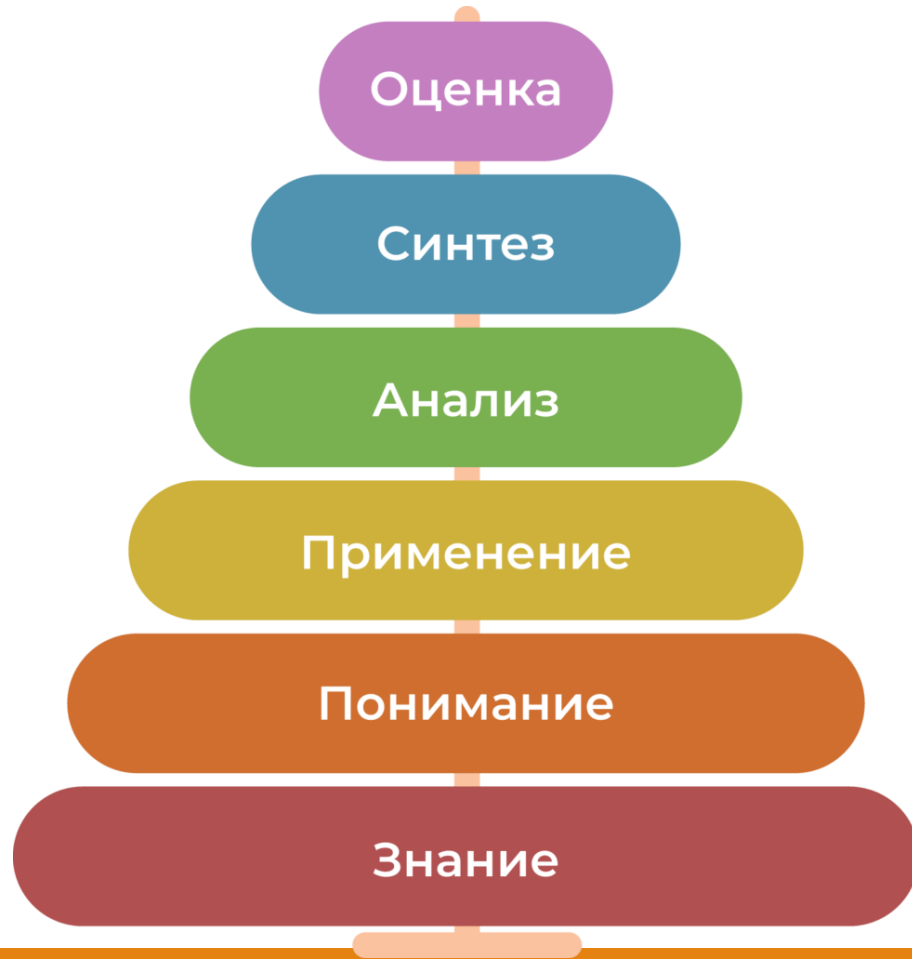 Оценка
Синтез
Анализ
Применение
Понимание
Знание